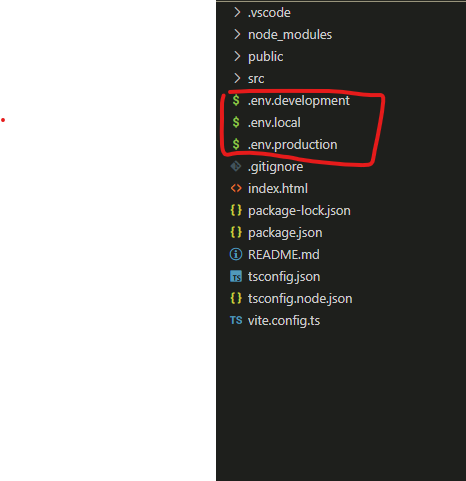 .vscode
node_modules
public
src
$ .env.development
$ .env.local
$ .env.production
.gitignore
<> index.html
{} package-lock.json
{} package.json
README.md
TS tsconfig.json
{} tsconfig.node.json
TS vite.config.ts